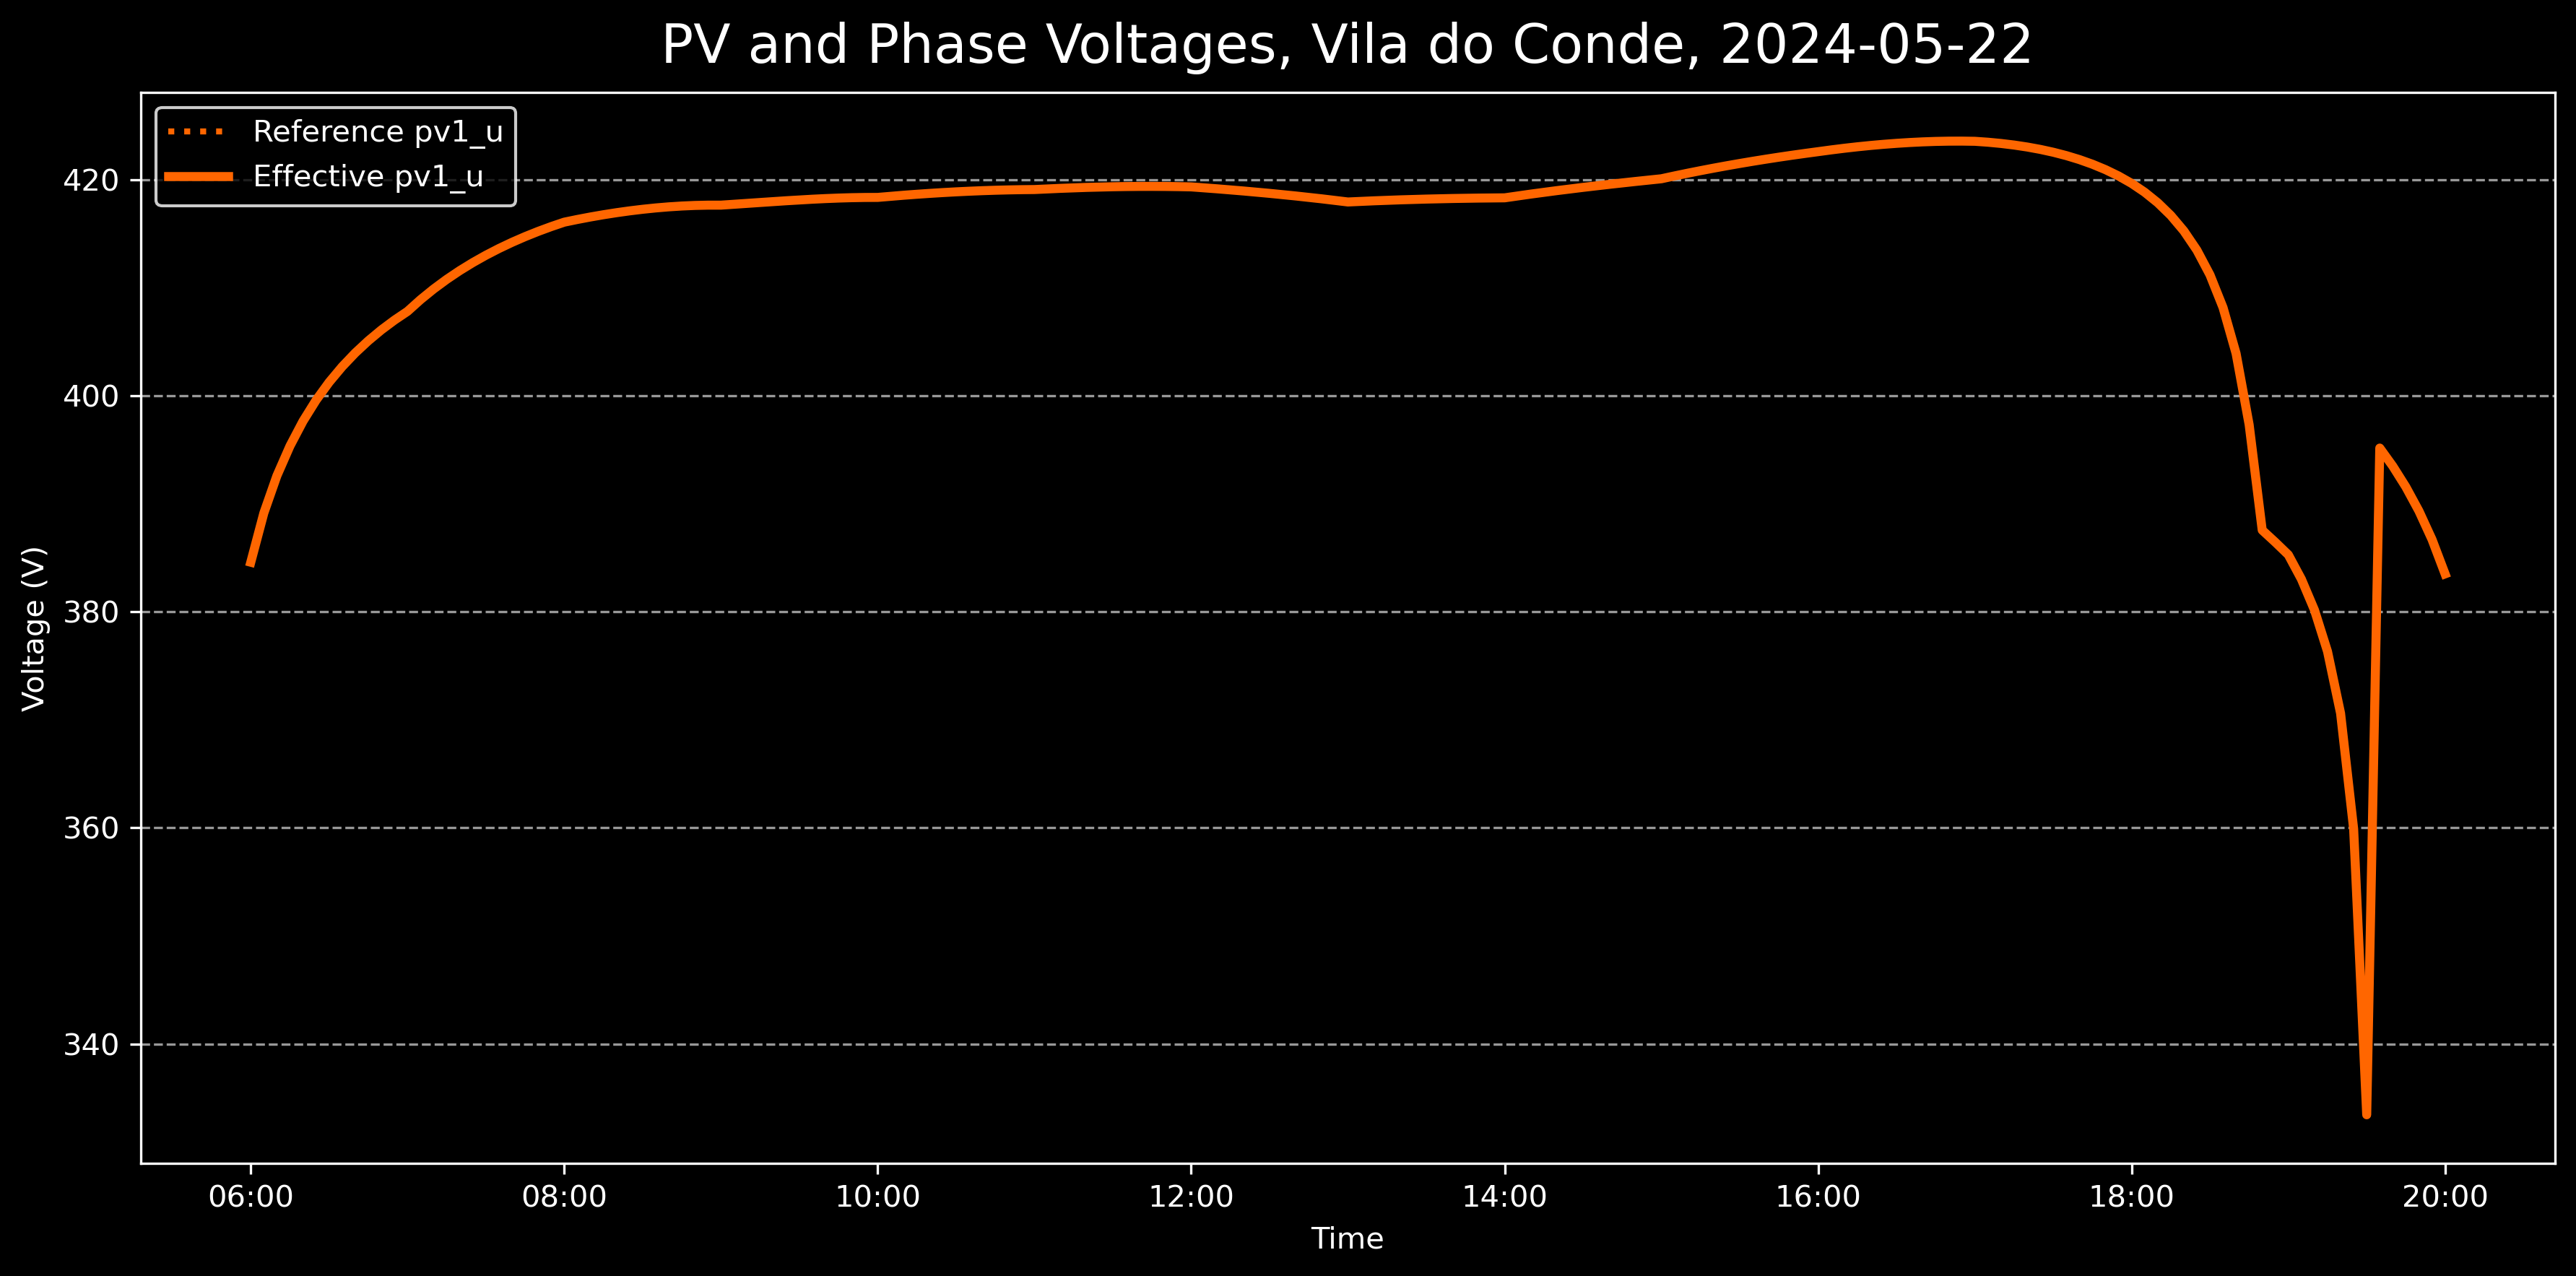 PV and Phase Voltages, Vila do Conde, 2024-05-22
Reference pv1_u
Effective pv1_u
420
400
380
360
340
Voltage (V)
06:00 08:00 10:00 12:00 14:00 16:00 18:00 20:00
Time